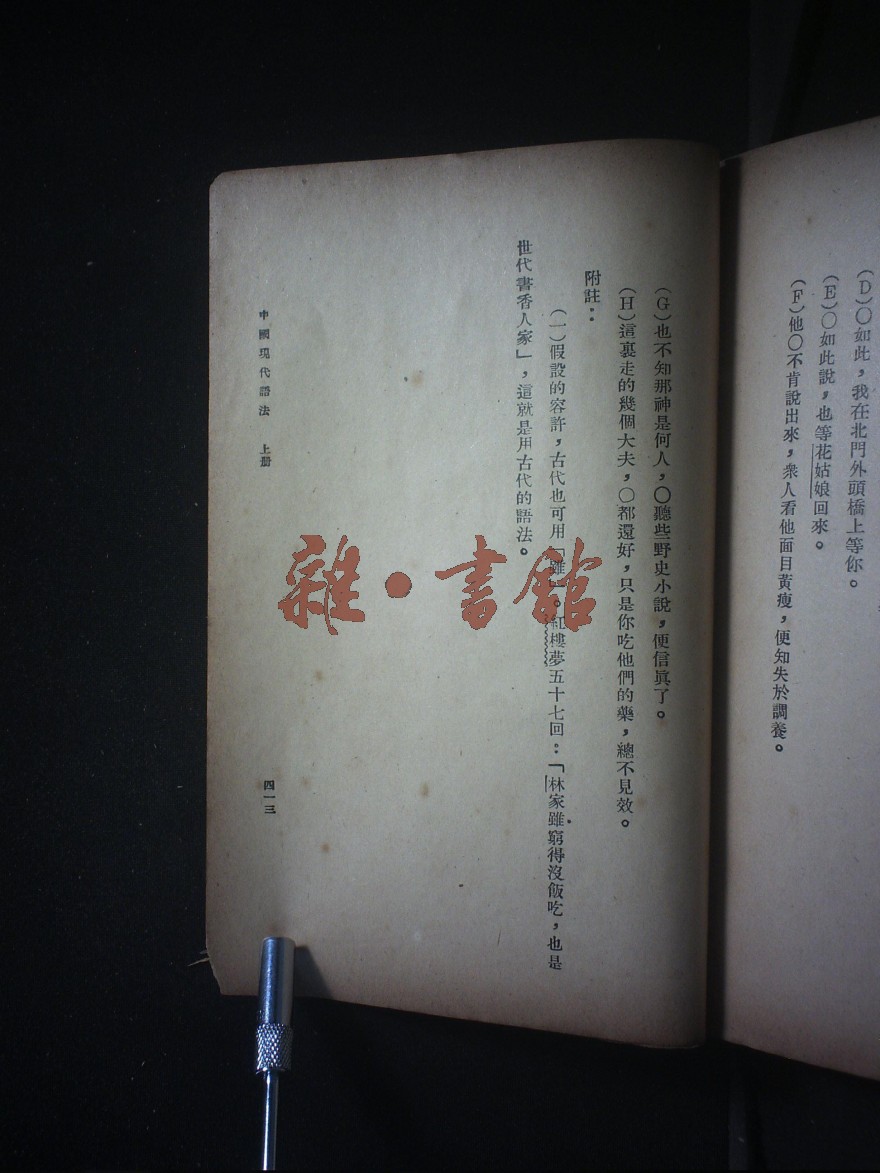 （D）〇如此，我在北門外頭橋上等你。
（E）〇如此說，也等花姑娘回來。
（F）他〇不肯說出來，衆人看他面目黃瘦，便知失於調養。
（G）也不知那神是何人，〇聽些野史小說，便信眞了。
（H）這裏走的幾個大夫，〇都還好，只是你吃他們的藥，總不見效。
附註：
（一）假設的容許，古代也可用「雖」。紅樓夢五十七回：「林家雖窮得沒飯吃，也是
世代書香人家」，這就是用古代的語法。
中國現代語法　上册
四一三
雜・書館